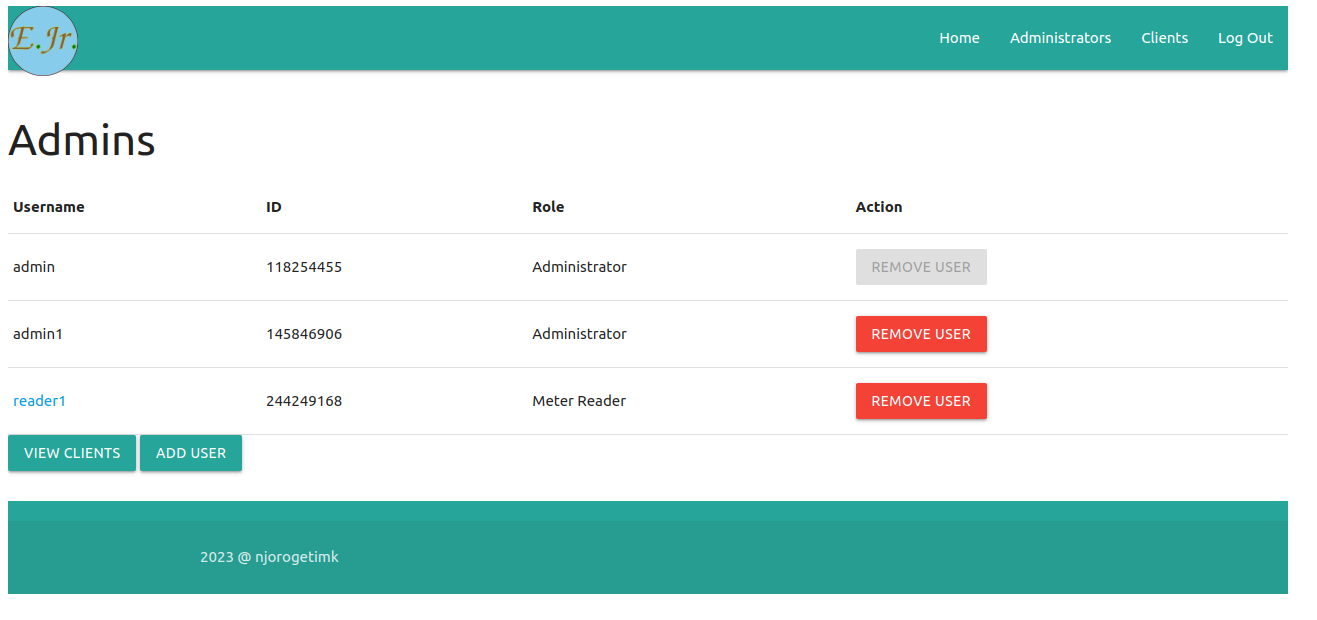 E.Jr.
Home Administrators Clients Log Out
Admins
Username ID Role Action
admin 118254455 Administrator REMOVE USER
admin1 145846906 Administrator REMOVE USER
reader1 244249168 Meter Reader REMOVE USER
VIEW CLIENTS ADD USER
2023 @ njorogetimk